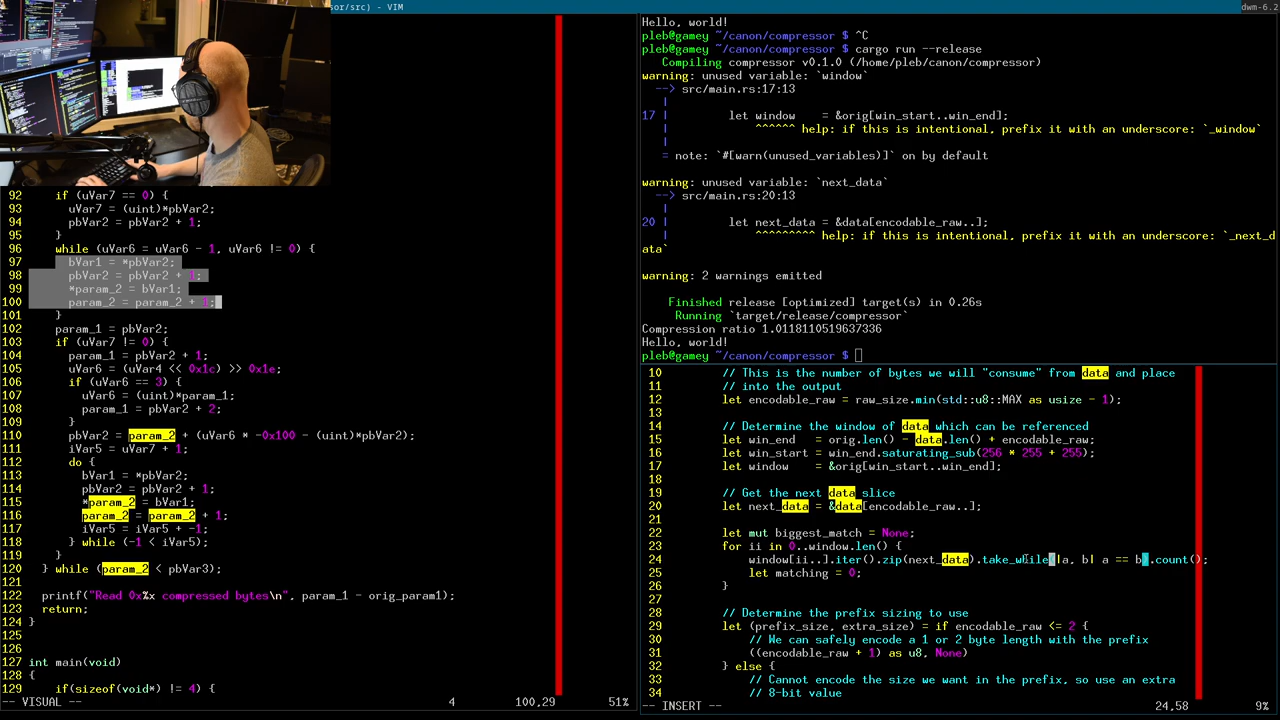 sor/src) - VIM
dwm-6.2
92    if (uVar7 == 0) {
93      uVar7 = (uint)*pbVar2;
94      pbVar2 = pbVar2 + 1;
95    }
96    while (uVar6 = uVar6 - 1, uVar6 != 0) {
97      bVar1 = *pbVar2;
98      pbVar2 = pbVar2 + 1;
99      *param_2 = bVar1;
100      param_2 = param_2 + 1;
101    }
102    param_1 = pbVar2;
103    if (uVar7 != 0) {
104      param_1 = pbVar2 + 1;
105      uVar6 = (uVar4 << 0x1c) >> 0x1e;
106      if (uVar6 == 3) {
107        uVar6 = (uint)*param_1;
108        param_1 = pbVar2 + 2;
109      }
110      pbVar2 = param_2 + (uVar6 * -0x100 - (uint)*pbVar2);
111      iVar5 = uVar7 + 1;
112      do {
113        bVar1 = *pbVar2;
114        pbVar2 = pbVar2 + 1;
115        *param_2 = bVar1;
116        param_2 = param_2 + 1;
117        iVar5 = iVar5 + -1;
118      } while (-1 < iVar5);
119    }
120  } while (param_2 < pbVar3);
121
122  printf("Read 0x%x compressed bytes\n", param_1 - orig_param1);
123  return;
124 }
125
126
127 int main(void)
128 {
129    if(sizeof(void*) != 4) {
-- VISUAL --    4    100,29    51%
Hello, world!
pleb@gamey ~/canon/compressor $ ^C
pleb@gamey ~/canon/compressor $ cargo run --release
Compiling compressor v0.1.0 (/home/pleb/canon/compressor)
warning: unused variable: `window`
--> src/main.rs:17:13
|
17 |         let window    = &orig[win_start..win_end];
|             ^^^^^^ help: if this is intentional, prefix it with an underscore: `_window`
|
= note: `#[warn(unused_variables)]` on by default
warning: unused variable: `next_data`
--> src/main.rs:20:13
|
20 |         let next_data = &data[encodable_raw..];
|             ^^^^^^^^^ help: if this is intentional, prefix it with an underscore: `_next_d
ata`
warning: 2 warnings emitted
Finished release [optimized] target(s) in 0.26s
Running `target/release/compressor`
Compression ratio 1.0118110519637336
Hello, world!
pleb@gamey ~/canon/compressor $
10        // This is the number of bytes we will "consume" from data and place
11        // into the output
12        let encodable_raw = raw_size.min(std::u8::MAX as usize - 1);
13
14        // Determine the window of data which can be referenced
15        let win_end   = orig.len() - data.len() + encodable_raw;
16        let win_start = win_end.saturating_sub(256 * 255 + 255);
17        let window    = &orig[win_start..win_end];
18
19        // Get the next data slice
20        let next_data = &data[encodable_raw..];
21
22        let mut biggest_match = None;
23        for ii in 0..window.len() {
24            window[ii..].iter().zip(next_data).take_while(|a, b| a == b).count();
25            let matching = 0;
26        }
27
28        // Determine the prefix sizing to use
29        let (prefix_size, extra_size) = if encodable_raw <= 2 {
30            // We can safely encode a 1 or 2 byte length with the prefix
31            ((encodable_raw + 1) as u8, None)
32        } else {
33            // Cannot encode the size we want in the prefix, so use an extra
34            // 8-bit value
-- INSERT --    24,58    9%